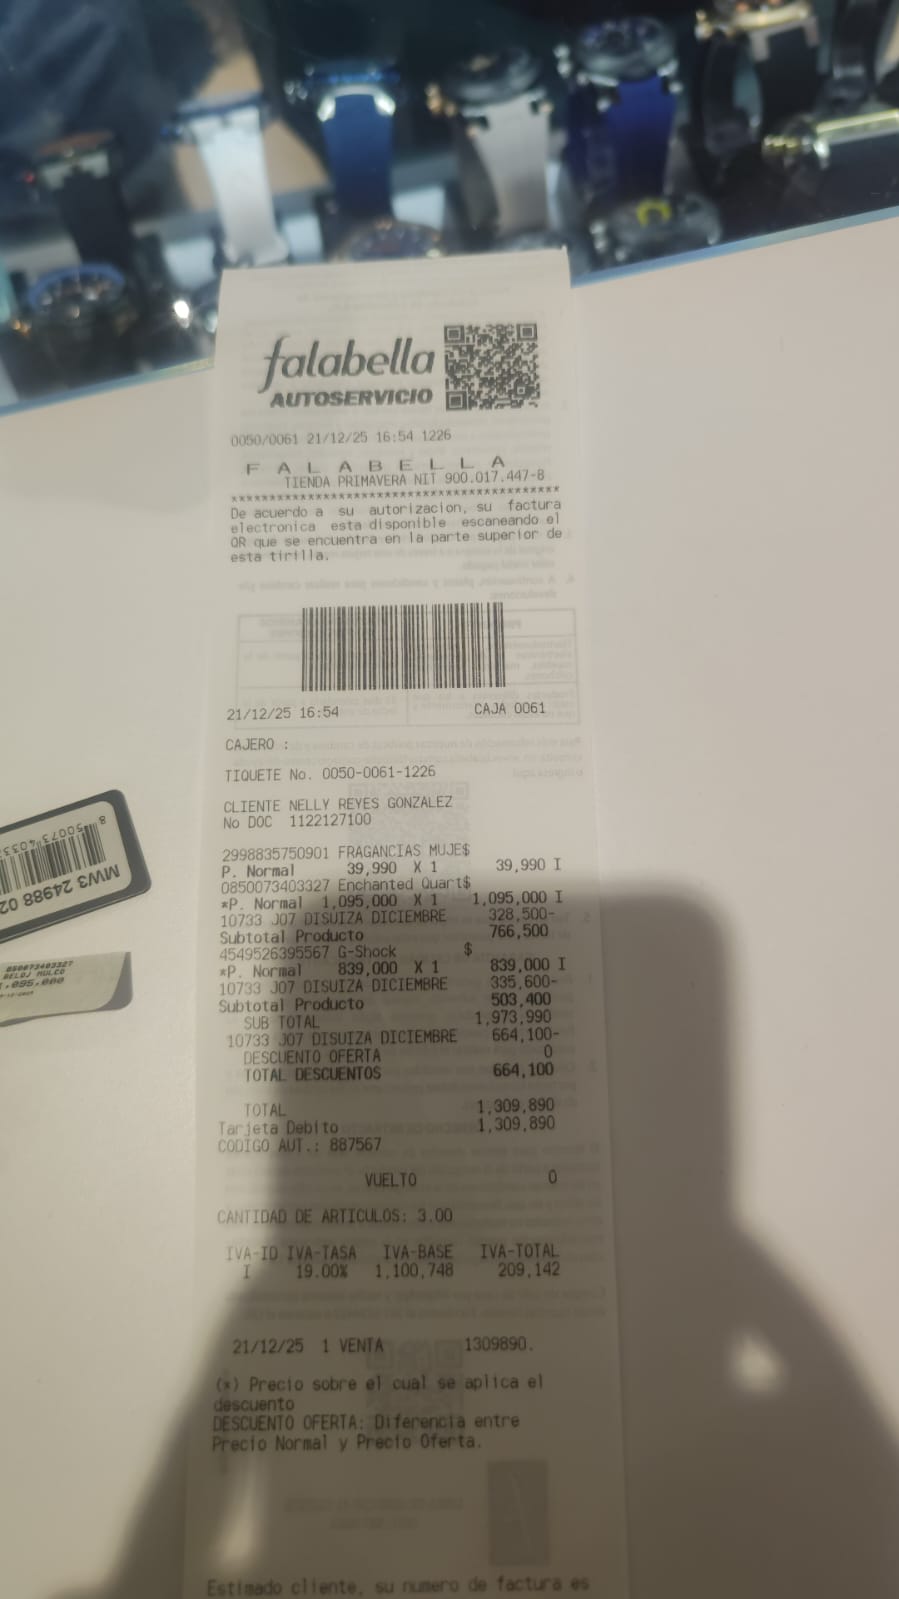 falabella
AUTOSERVICIO
0050/0061 21/12/25 16:54 1226
F A L A B E L L A
TIENDA PRIMAVERA NIT 900.017.447-8
******************************************
De acuerdo a su autorizacion, su factura
electronica esta disponible escaneando el
QR que se encuentra en la parte superior de
esta tirilla.
21/12/25 16:54 CAJA 0061
CAJERO :
TIQUETE No. 0050-0061-1226
CLIENTE NELLY REYES GONZALEZ
No DOC 1122127100
2998835750901 FRAGANCIAS MUJE$
P. Normal 39,990 X 1 39,990 I
0850073403327 Enchanted Quart$
*P. Normal 1,095,000 X 1 1,095,000 I
10733 J07 DISUIZA DICIEMBRE 328,500-
Subtotal Producto 766,500
4549526395567 G-Shock $
*P. Normal 839,000 X 1 839,000 I
10733 J07 DISUIZA DICIEMBRE 335,600-
Subtotal Producto 503,400
SUB TOTAL 1,973,990
10733 J07 DISUIZA DICIEMBRE 664,100-
DESCUENTO OFERTA 0
TOTAL DESCUENTOS 664,100
TOTAL 1,309,890
Tarjeta Debito 1,309,890
CODIGO AUT.: 887567
VUELTO 0
CANTIDAD DE ARTICULOS: 3.00
IVA-ID IVA-TASA IVA-BASE IVA-TOTAL
I 19.00% 1,100,748 209,142
21/12/25 1 VENTA 1309890.
(*) Precio sobre el cual se aplica el
descuento
DESCUENTO OFERTA: Diferencia entre
Precio Normal y Precio Oferta.
Estimado cliente, su numero de factura es
MW3 24988 02
850073403327
RELOJ MULCO